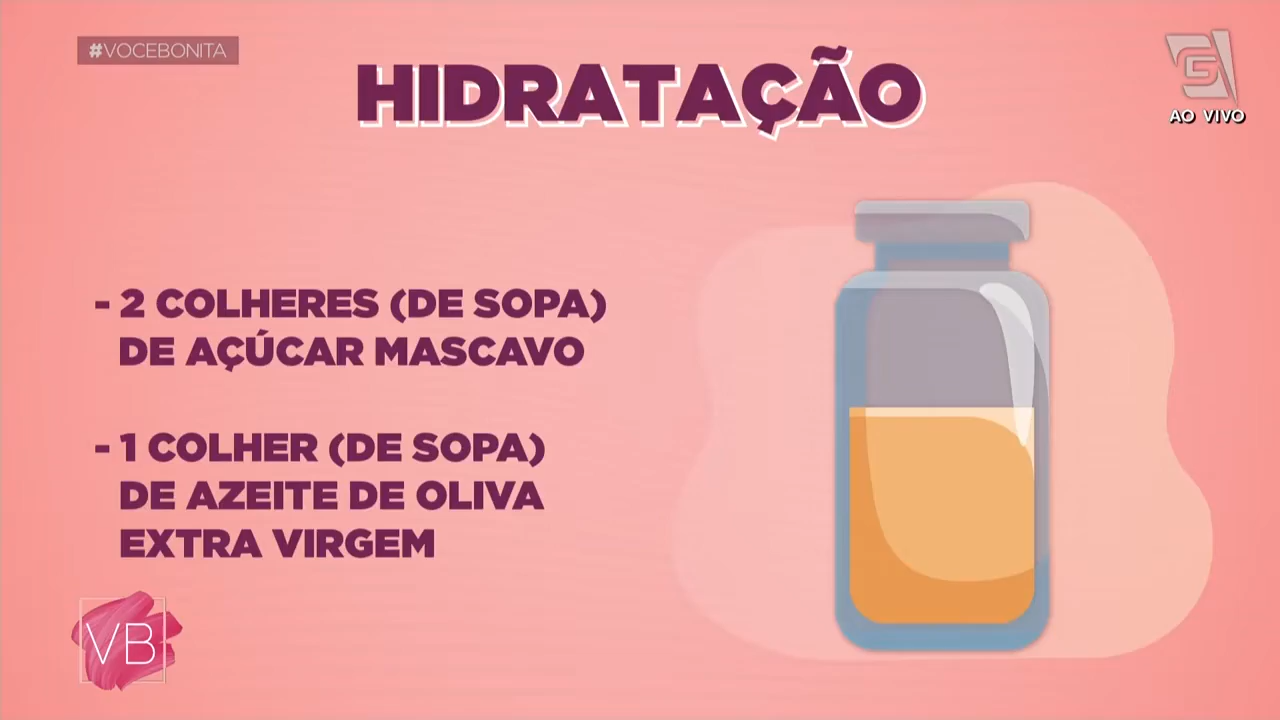 #VOCEBONITA
HIDRATAÇÃO
AO VIVO
- 2 COLHERES (DE SOPA)
DE AÇÚCAR MASCAVO
- 1 COLHER (DE SOPA)
DE AZEITE DE OLIVA
EXTRA VIRGEM
VB